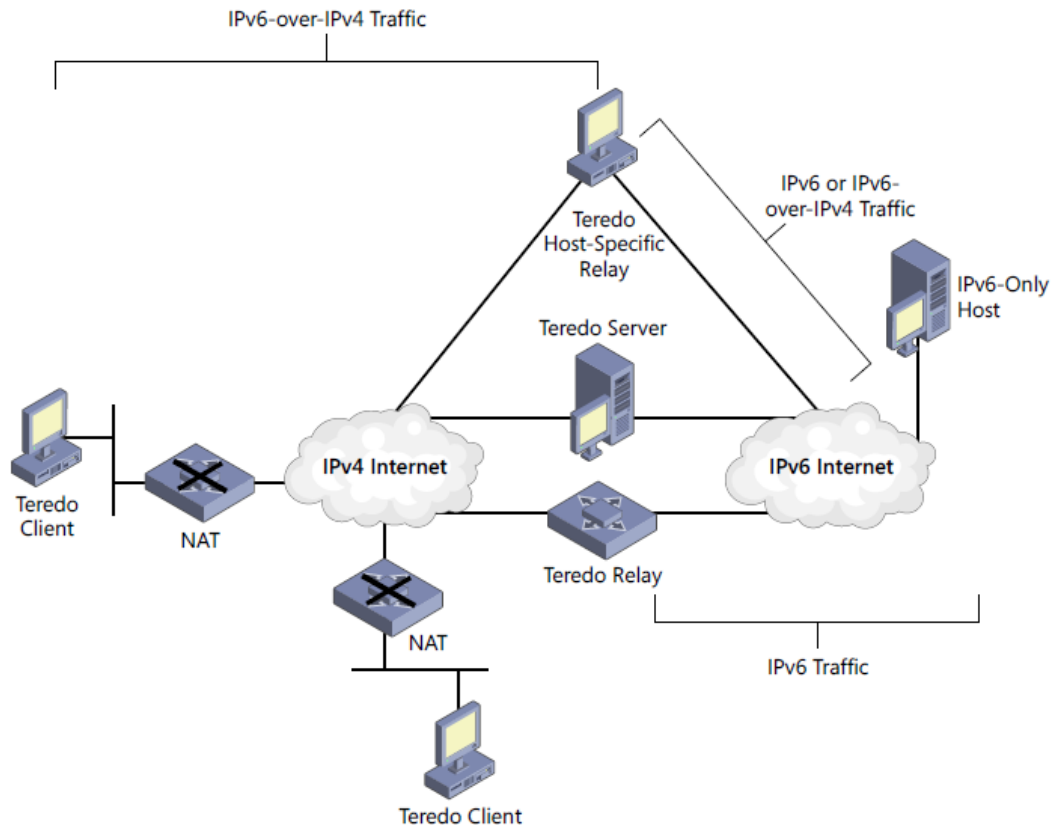 IPv6-over-IPv4 Traffic
IPv6 or IPv6-
over-IPv4 Traffic
Teredo
Host-Specific
Relay
IPv6-Only
Host
Teredo Server
IPv4 Internet
IPv6 Internet
Teredo
Client
NAT
Teredo Relay
NAT
IPv6 Traffic
Teredo Client